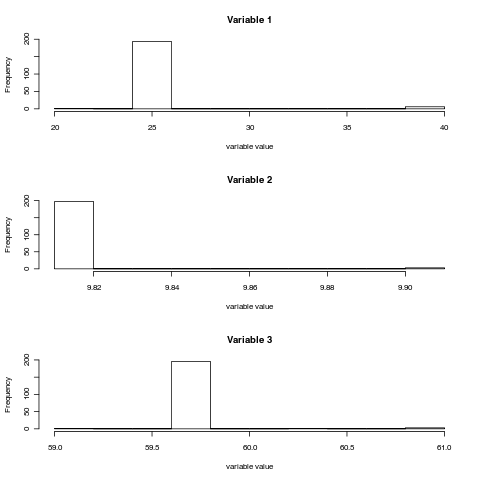 Variable 1
Frequency
0 50 100 200
20 25 30 35 40
variable value
Variable 2
Frequency
0 50 100 200
9.82 9.84 9.86 9.88 9.90
variable value
Variable 3
Frequency
0 50 100 200
59.0 59.5 60.0 60.5 61.0
variable value